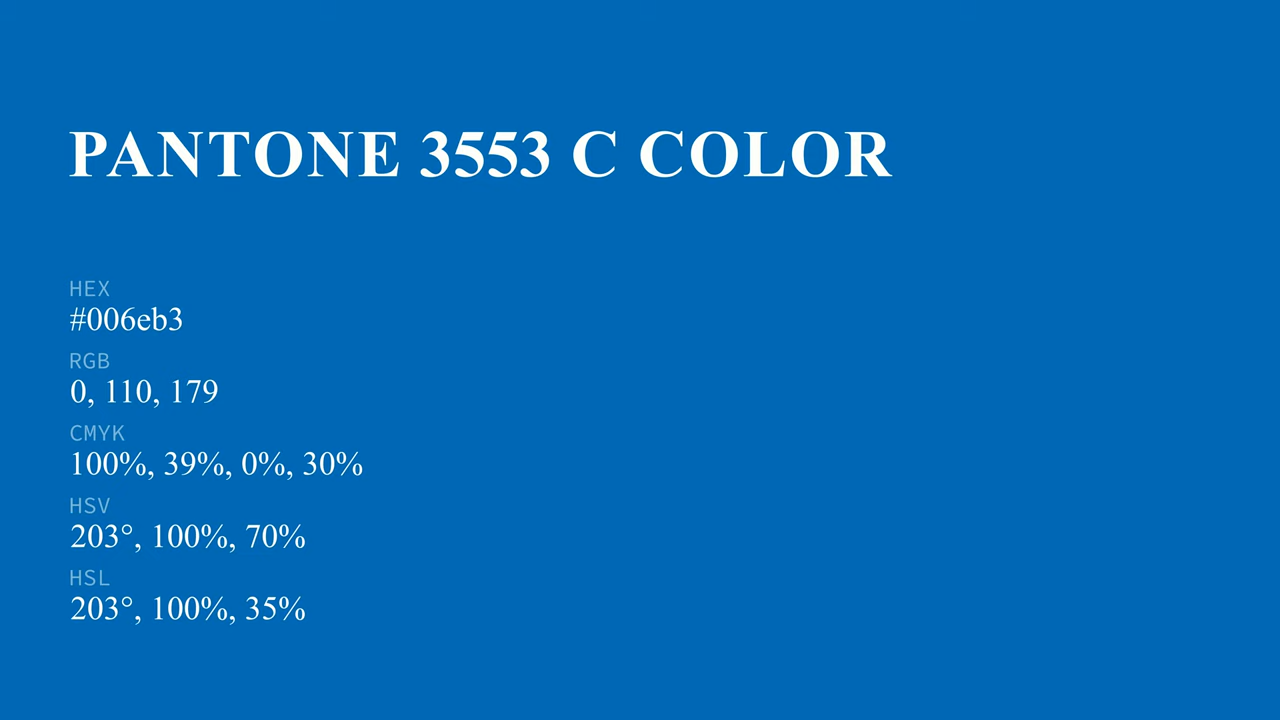 PANTONE 3553 C COLOR
HEX
#006eb3
RGB
0, 110, 179
CMYK
100%, 39%, 0%, 30%
HSV
203°, 100%, 70%
HSL
203°, 100%, 35%